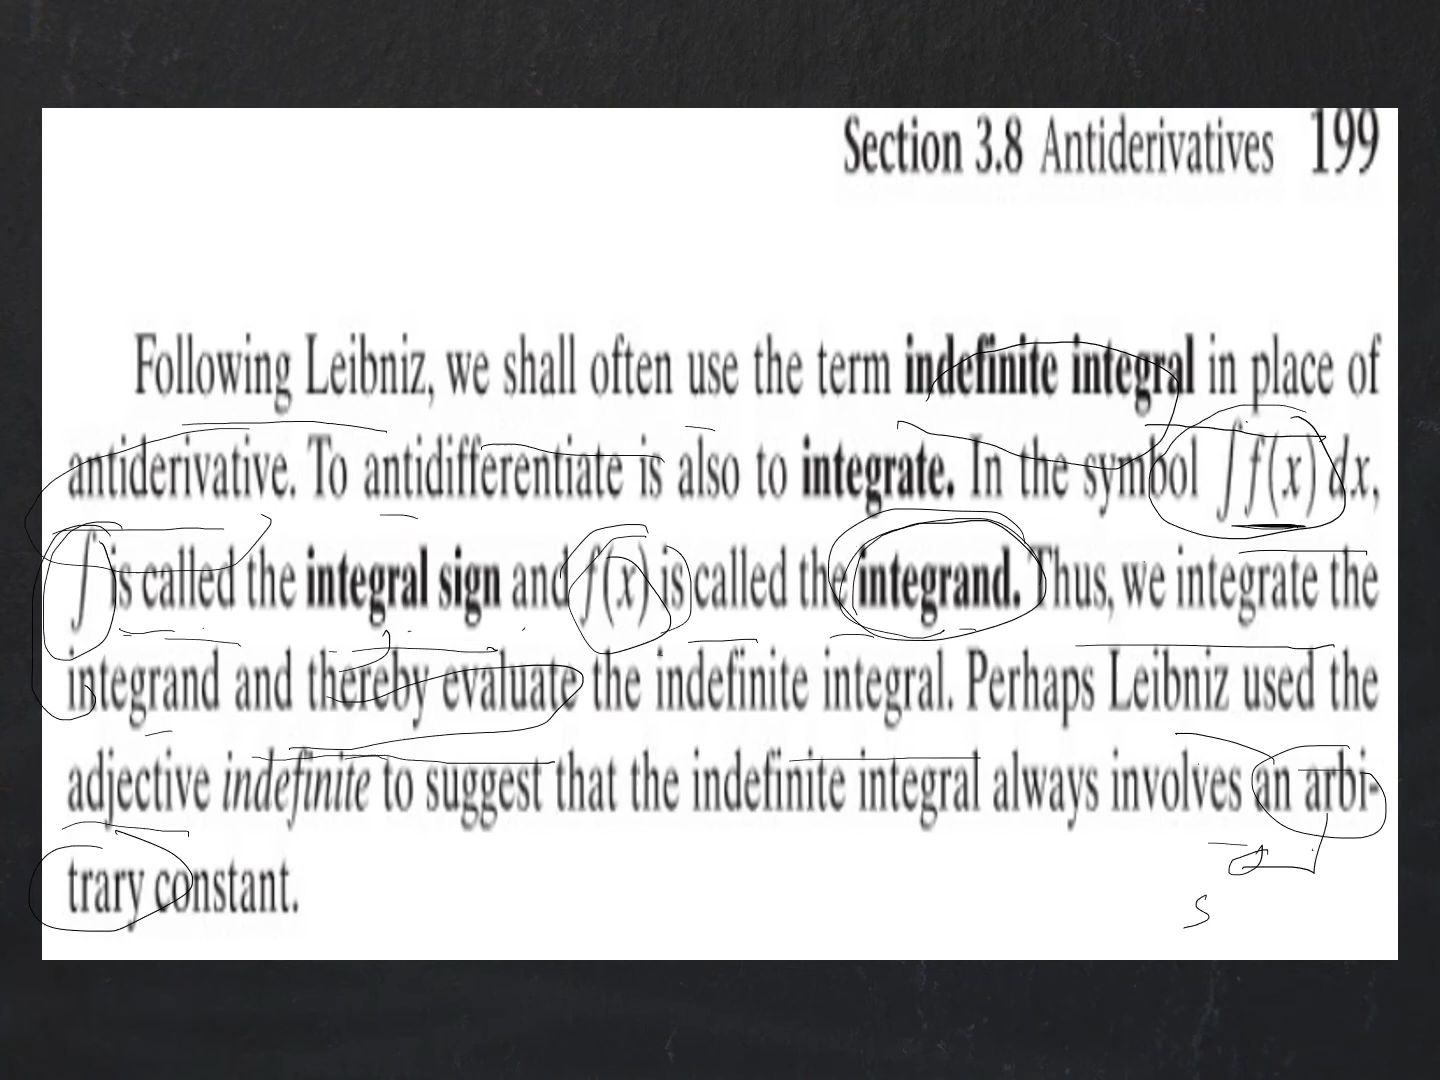 Section 3.8 Antiderivatives 199
Following Leibniz, we shall often use the term indefinite integral in place of
antiderivative. To antidifferentiate is also to integrate. In the symbol ∫ f(x) dx,
∫ is called the integral sign and f(x) is called the integrand. Thus, we integrate the
integrand and thereby evaluate the indefinite integral. Perhaps Leibniz used the
adjective indefinite to suggest that the indefinite integral always involves an arbi-
trary constant.
S